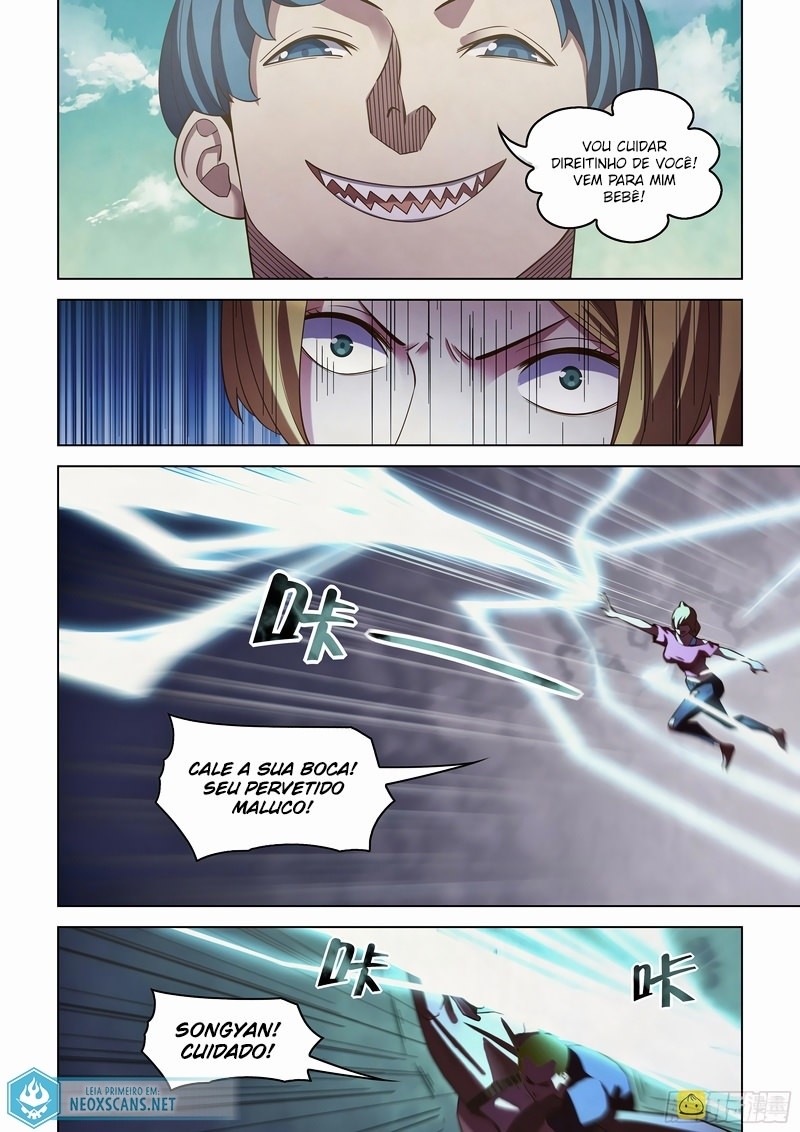 VOU CUIDAR
DIREITINHO DE VOCÊ!
VEM PARA MIM
BEBÊ!
咔
CALE A SUA BOCA!
SEU PERVETIDO
MALUCO!
咔
咔
SONGYAN!
CUIDADO!
LEIA PRIMEIRO EM:
NEOXSCANS.NET